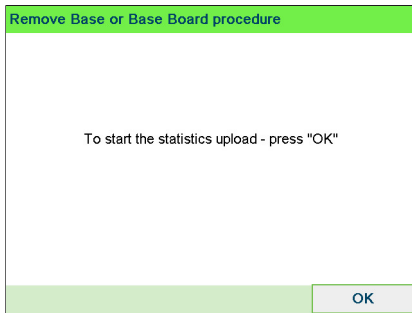 Remove Base or Base Board procedure
To start the statistics upload - press "OK"
OK